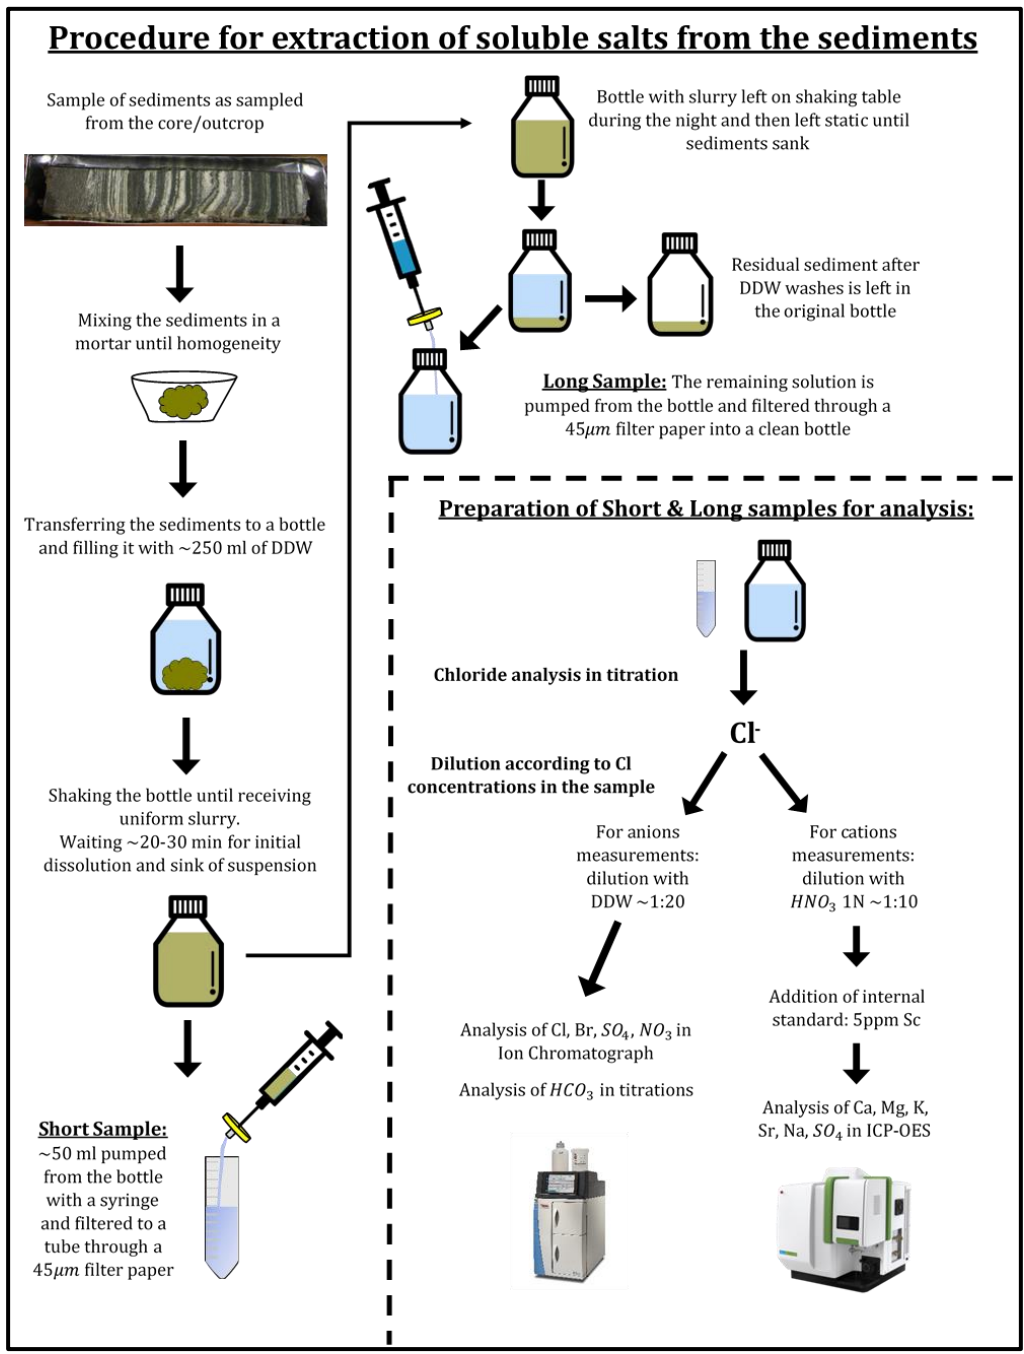 Procedure for extraction of soluble salts from the sediments
Sample of sediments as sampled
from the core/outcrop
Mixing the sediments in a
mortar until homogeneity
Transferring the sediments to a bottle
and filling it with ~250 ml of DDW
Shaking the bottle until receiving
uniform slurry.
Waiting ~20-30 min for initial
dissolution and sink of suspension
Short Sample:
~50 ml pumped
from the bottle
with a syringe
and filtered to a
tube through a
45μm filter paper
Bottle with slurry left on shaking table
during the night and then left static until
sediments sank
Residual sediment after
DDW washes is left in
the original bottle
Long Sample: The remaining solution is
pumped from the bottle and filtered through a
45μm filter paper into a clean bottle
Preparation of Short & Long samples for analysis:
Chloride analysis in titration
Cl⁻
Dilution according to Cl
concentrations in the sample
For anions
measurements:
dilution with
DDW ~1:20
Analysis of Cl, Br, SO₄, NO₃ in
Ion Chromatograph
Analysis of HCO₃ in titrations
For cations
measurements:
dilution with
HNO₃ 1N ~1:10
Addition of internal
standard: 5ppm Sc
Analysis of Ca, Mg, K,
Sr, Na, SO₄ in ICP-OES